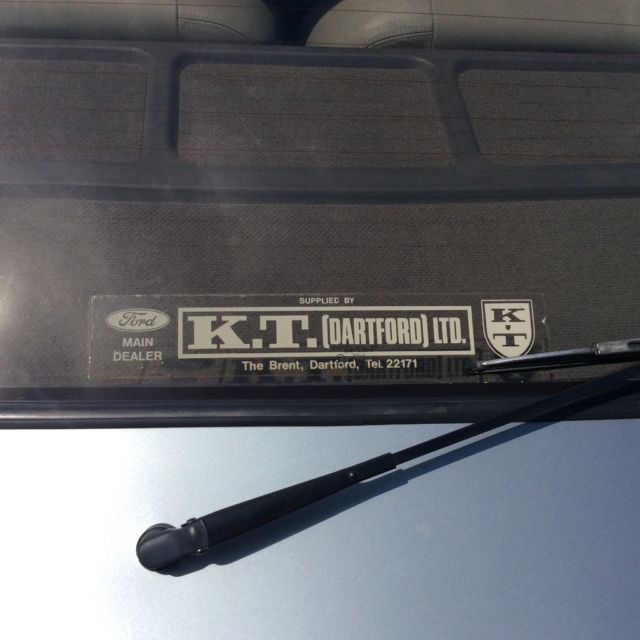 SUPPLIED BY
Ford
MAIN
DEALER
K.T. (DARTFORD) LTD.
The Brent, Dartford, Tel. 22171
K
T